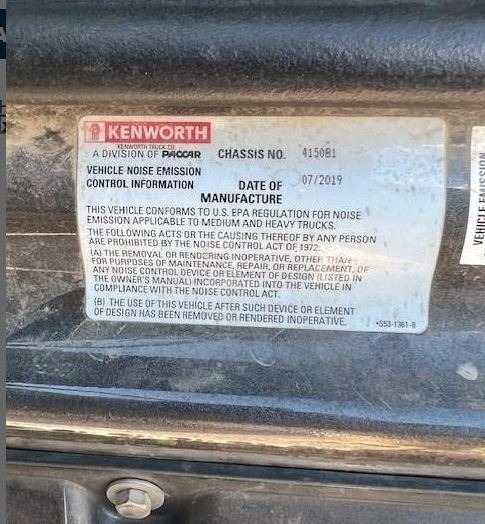 KENWORTH
KENWORTH TRUCK CO.
A DIVISION OF PACCAR CHASSIS NO. 415081
VEHICLE NOISE EMISSION
CONTROL INFORMATION DATE OF 07/2019
MANUFACTURE
THIS VEHICLE CONFORMS TO U.S. EPA REGULATION FOR NOISE
EMISSION APPLICABLE TO MEDIUM AND HEAVY TRUCKS.
THE FOLLOWING ACTS OR THE CAUSING THEREOF BY ANY PERSON
ARE PROHIBITED BY THE NOISE CONTROL ACT OF 1972:
(A) THE REMOVAL OR RENDERING INOPERATIVE, OTHER THAN
FOR PURPOSES OF MAINTENANCE, REPAIR, OR REPLACEMENT, OF
ANY NOISE CONTROL DEVICE OR ELEMENT OF DESIGN (LISTED IN
THE OWNER'S MANUAL) INCORPORATED INTO THE VEHICLE IN
COMPLIANCE WITH THE NOISE CONTROL ACT.
(B) THE USE OF THIS VEHICLE AFTER SUCH DEVICE OR ELEMENT
OF DESIGN HAS BEEN REMOVED OR RENDERED INOPERATIVE.
•S53-1361-B
VEHICLE EMISSION